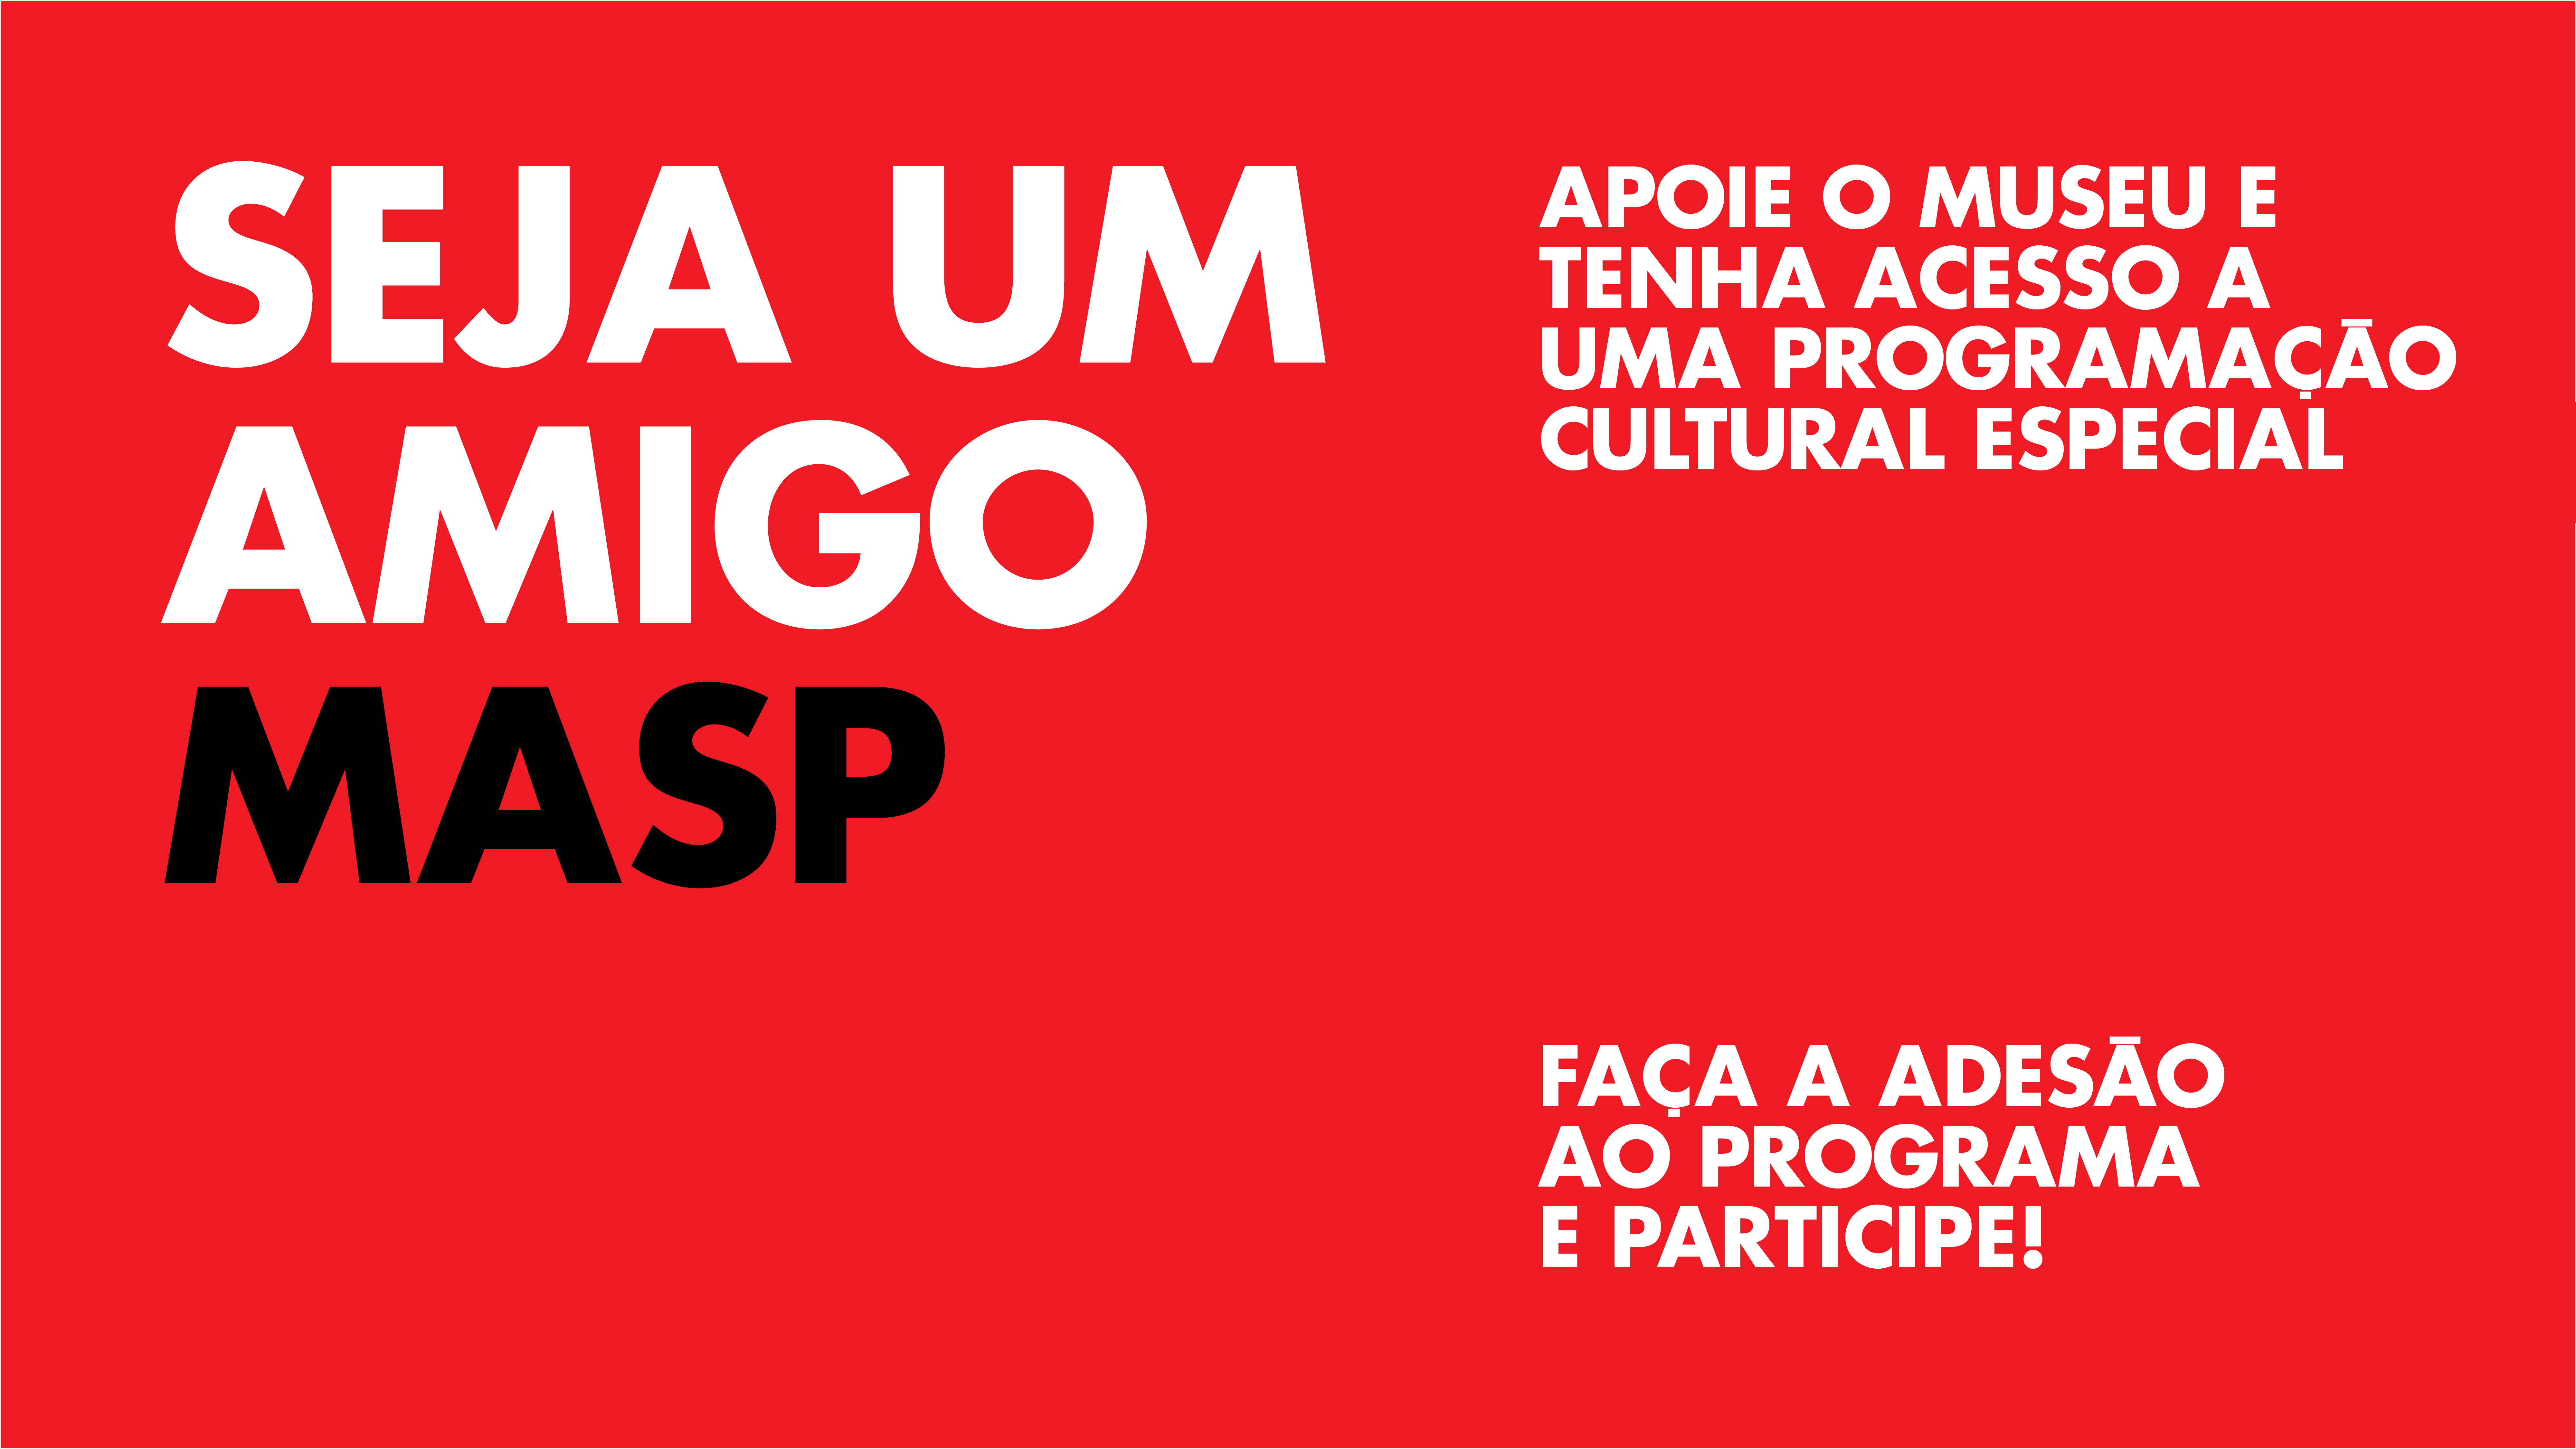 SEJA UM
AMIGO
MASP
APOIE O MUSEU E
TENHA ACESSO A
UMA PROGRAMAÇÃO
CULTURAL ESPECIAL
FAÇA A ADESÃO
AO PROGRAMA
E PARTICIPE!